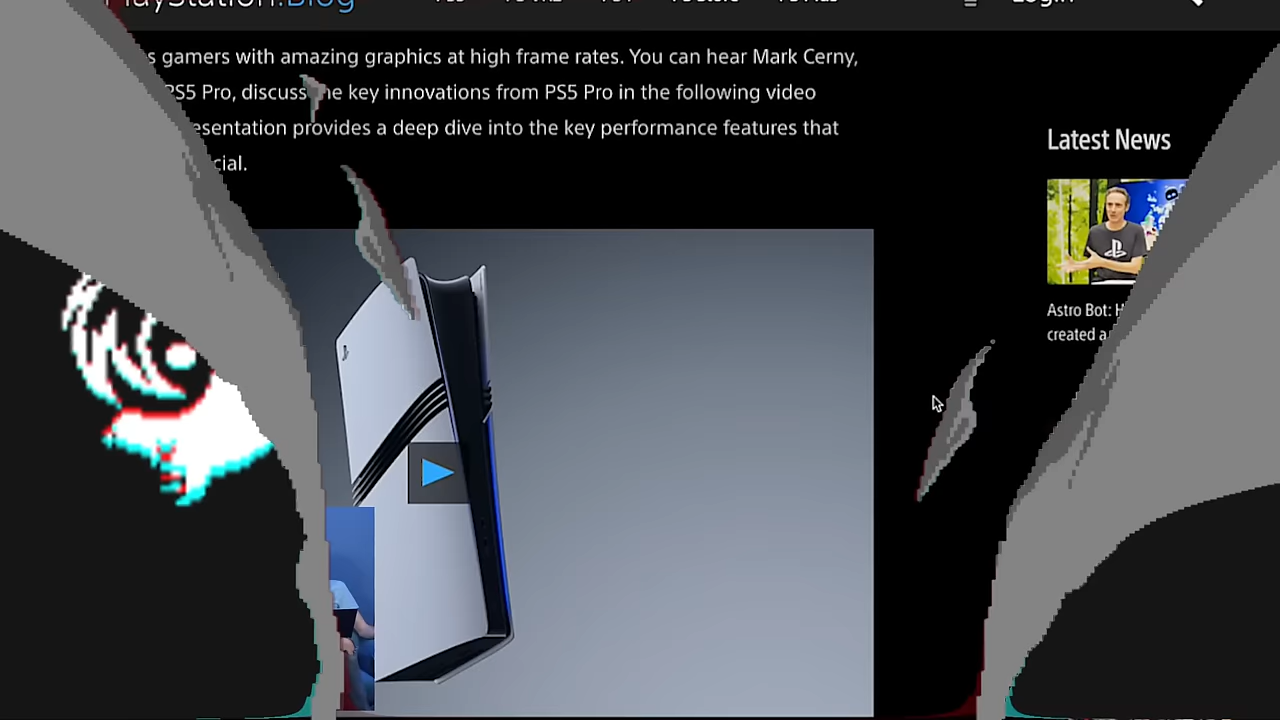 PlayStation.Blog
Login
s gamers with amazing graphics at high frame rates. You can hear Mark Cerny,
PS5 Pro, discuss the key innovations from PS5 Pro in the following video
esentation provides a deep dive into the key performance features that
cial.
Latest News
Astro Bot: H
created a